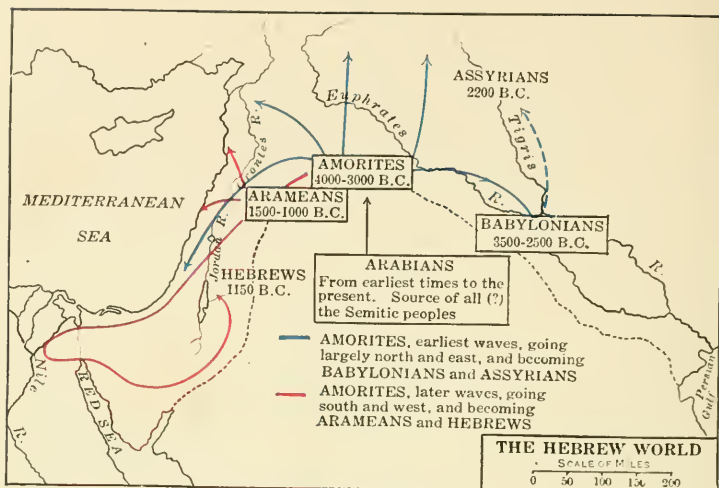 ASSYRIANS
2200 B.C.
Euphrates
Tigris
Orontes R.
AMORITES
4000-3000 B.C.
MEDITERRANEAN
SEA
ARAMEANS
1500-1000 B.C.
R.
BABYLONIANS
3500-2500 B.C.
Jordan R.
HEBREWS
1150 B.C.
ARABIANS
From earliest times to the
present. Source of all (?)
the Semitic peoples
R.
AMORITES, earliest waves, going
largely north and east, and becoming
BABYLONIANS and ASSYRIANS
AMORITES, later waves, going
south and west, and becoming
ARAMEANS and HEBREWS
Nile
R.
RED SEA
Persian
Gulf
THE HEBREW WORLD
SCALE OF MILES
0 50 100 150 200